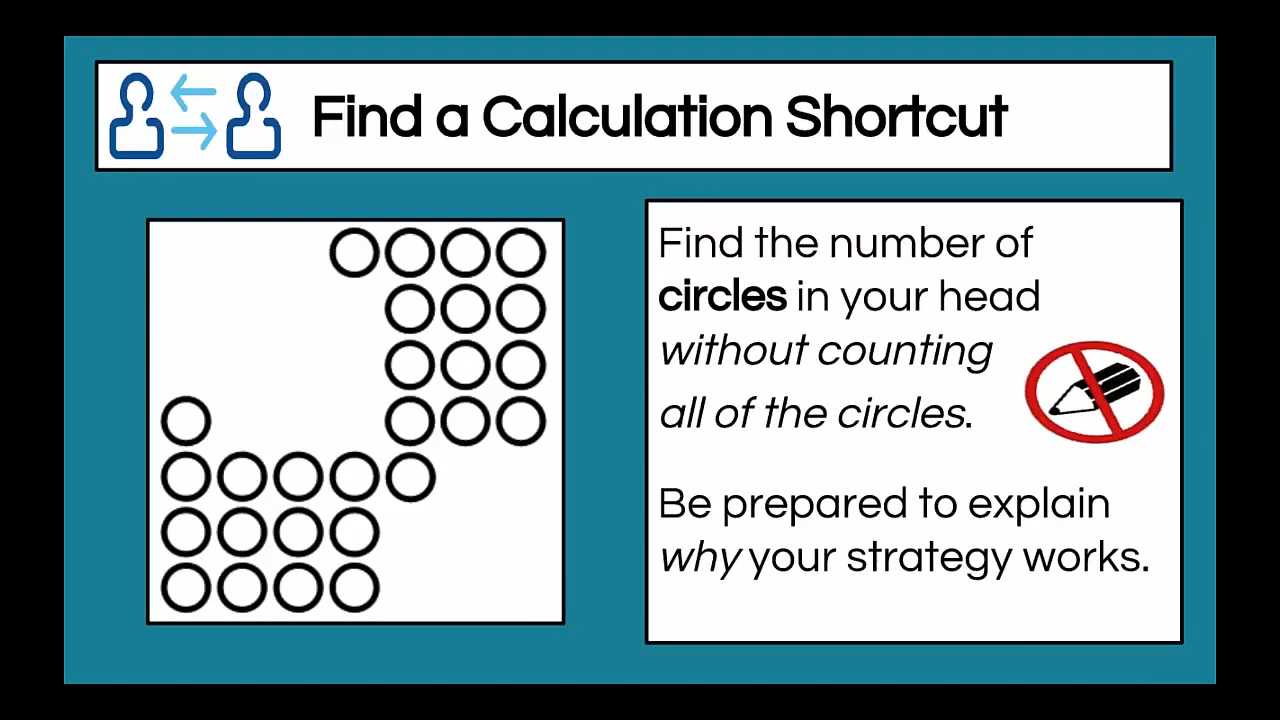 Find a Calculation Shortcut
Find the number of
circles in your head
without counting
all of the circles.
Be prepared to explain
why your strategy works.